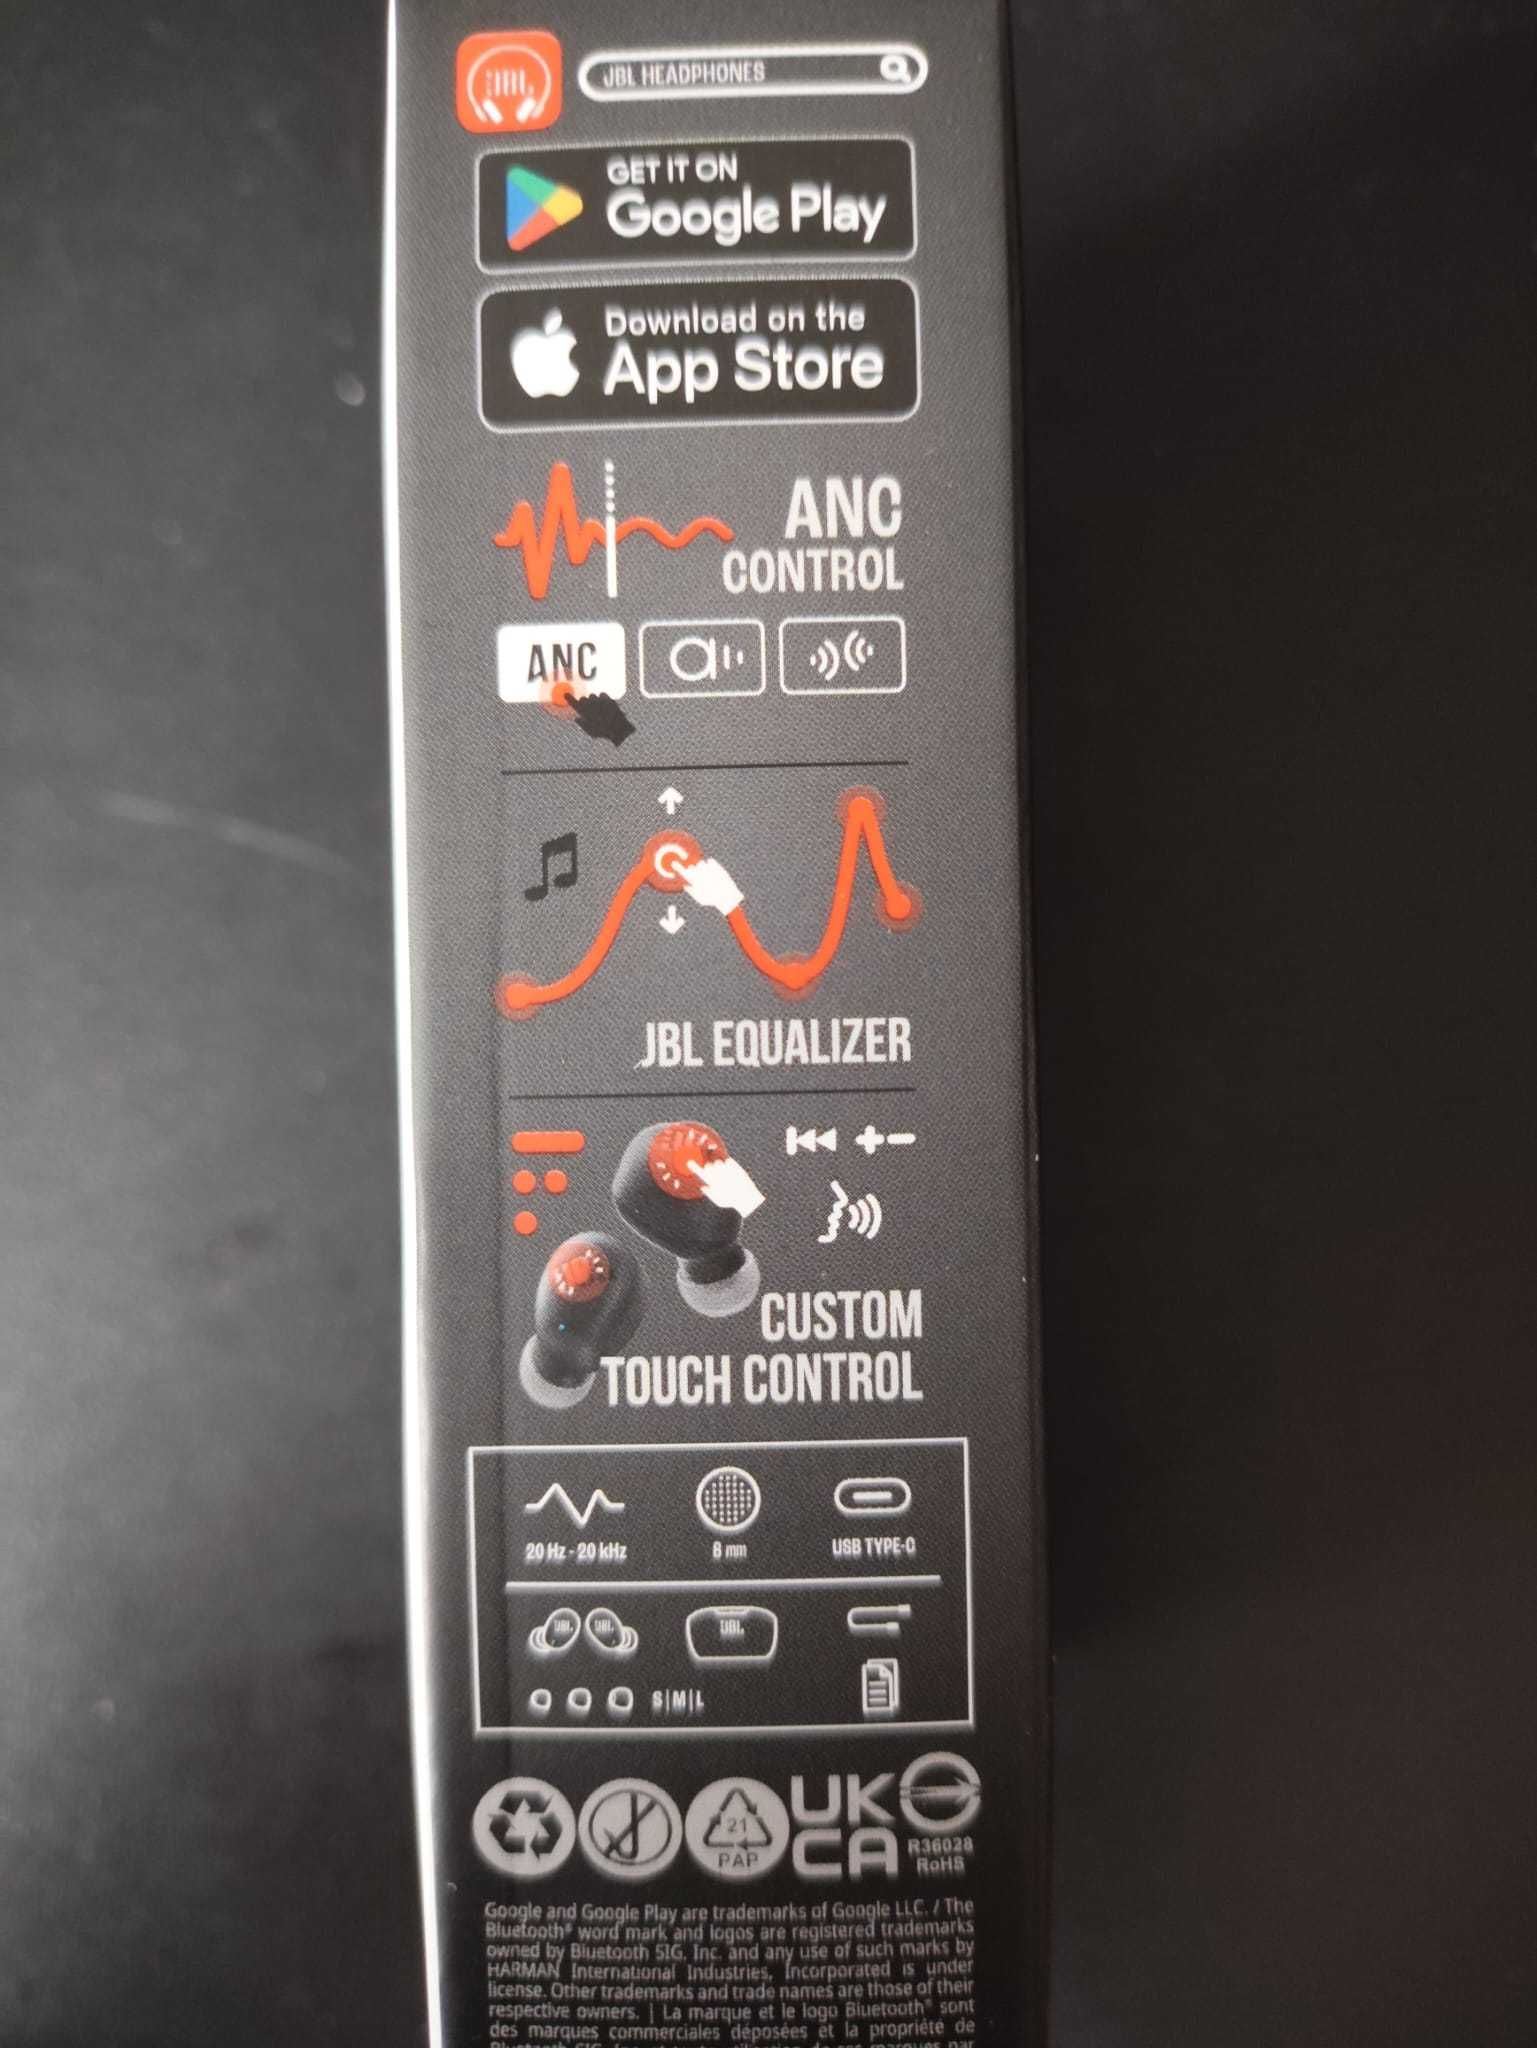 JBL
JBL HEADPHONES
GET IT ON
Google Play
Download on the
App Store
ANC
CONTROL
ANC
JBL EQUALIZER
CUSTOM
TOUCH CONTROL
20 Hz - 20 kHz
8 mm
USB TYPE-C
JBL JBL
JBL
S|M|L
21
PAP
UK
CA
R36028
RoHS
Google and Google Play are trademarks of Google LLC. / The
Bluetooth® word mark and logos are registered trademarks
owned by Bluetooth SIG, Inc. and any use of such marks by
HARMAN International Industries, Incorporated is under
license. Other trademarks and trade names are those of their
respective owners. | La marque et le logo Bluetooth® sont
des marques commerciales déposées et la propriété de